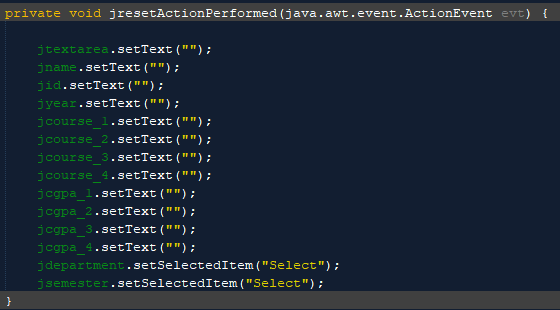 private void jresetActionPerformed(java.awt.event.ActionEvent evt) {
jtextarea.setText("");
jname.setText("");
jid.setText("");
jyear.setText("");
jcourse_1.setText("");
jcourse_2.setText("");
jcourse_3.setText("");
jcourse_4.setText("");
jcgpa_1.setText("");
jcgpa_2.setText("");
jcgpa_3.setText("");
jcgpa_4.setText("");
jdepartment.setSelectedItem("Select");
jsemester.setSelectedItem("Select");
}